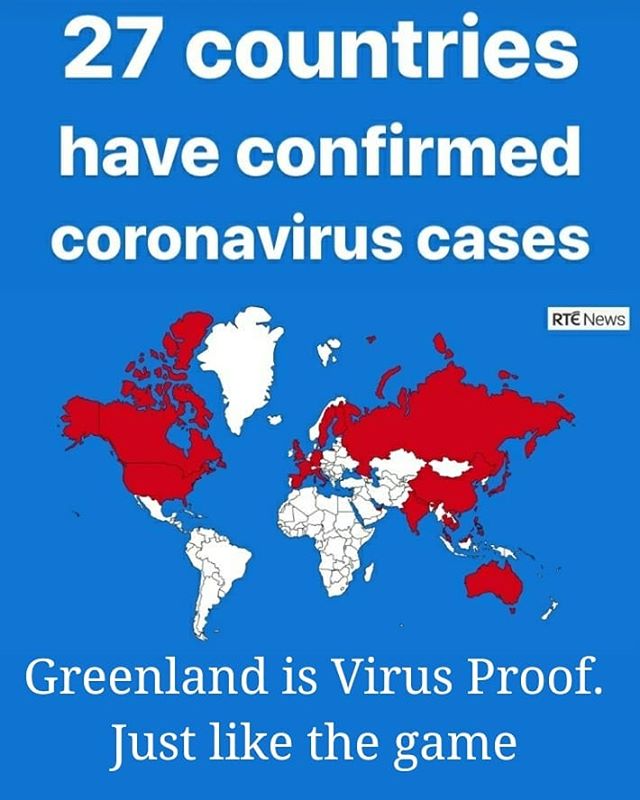 27 countries
have confirmed
coronavirus cases
RTÉ News
Greenland is Virus Proof.
Just like the game